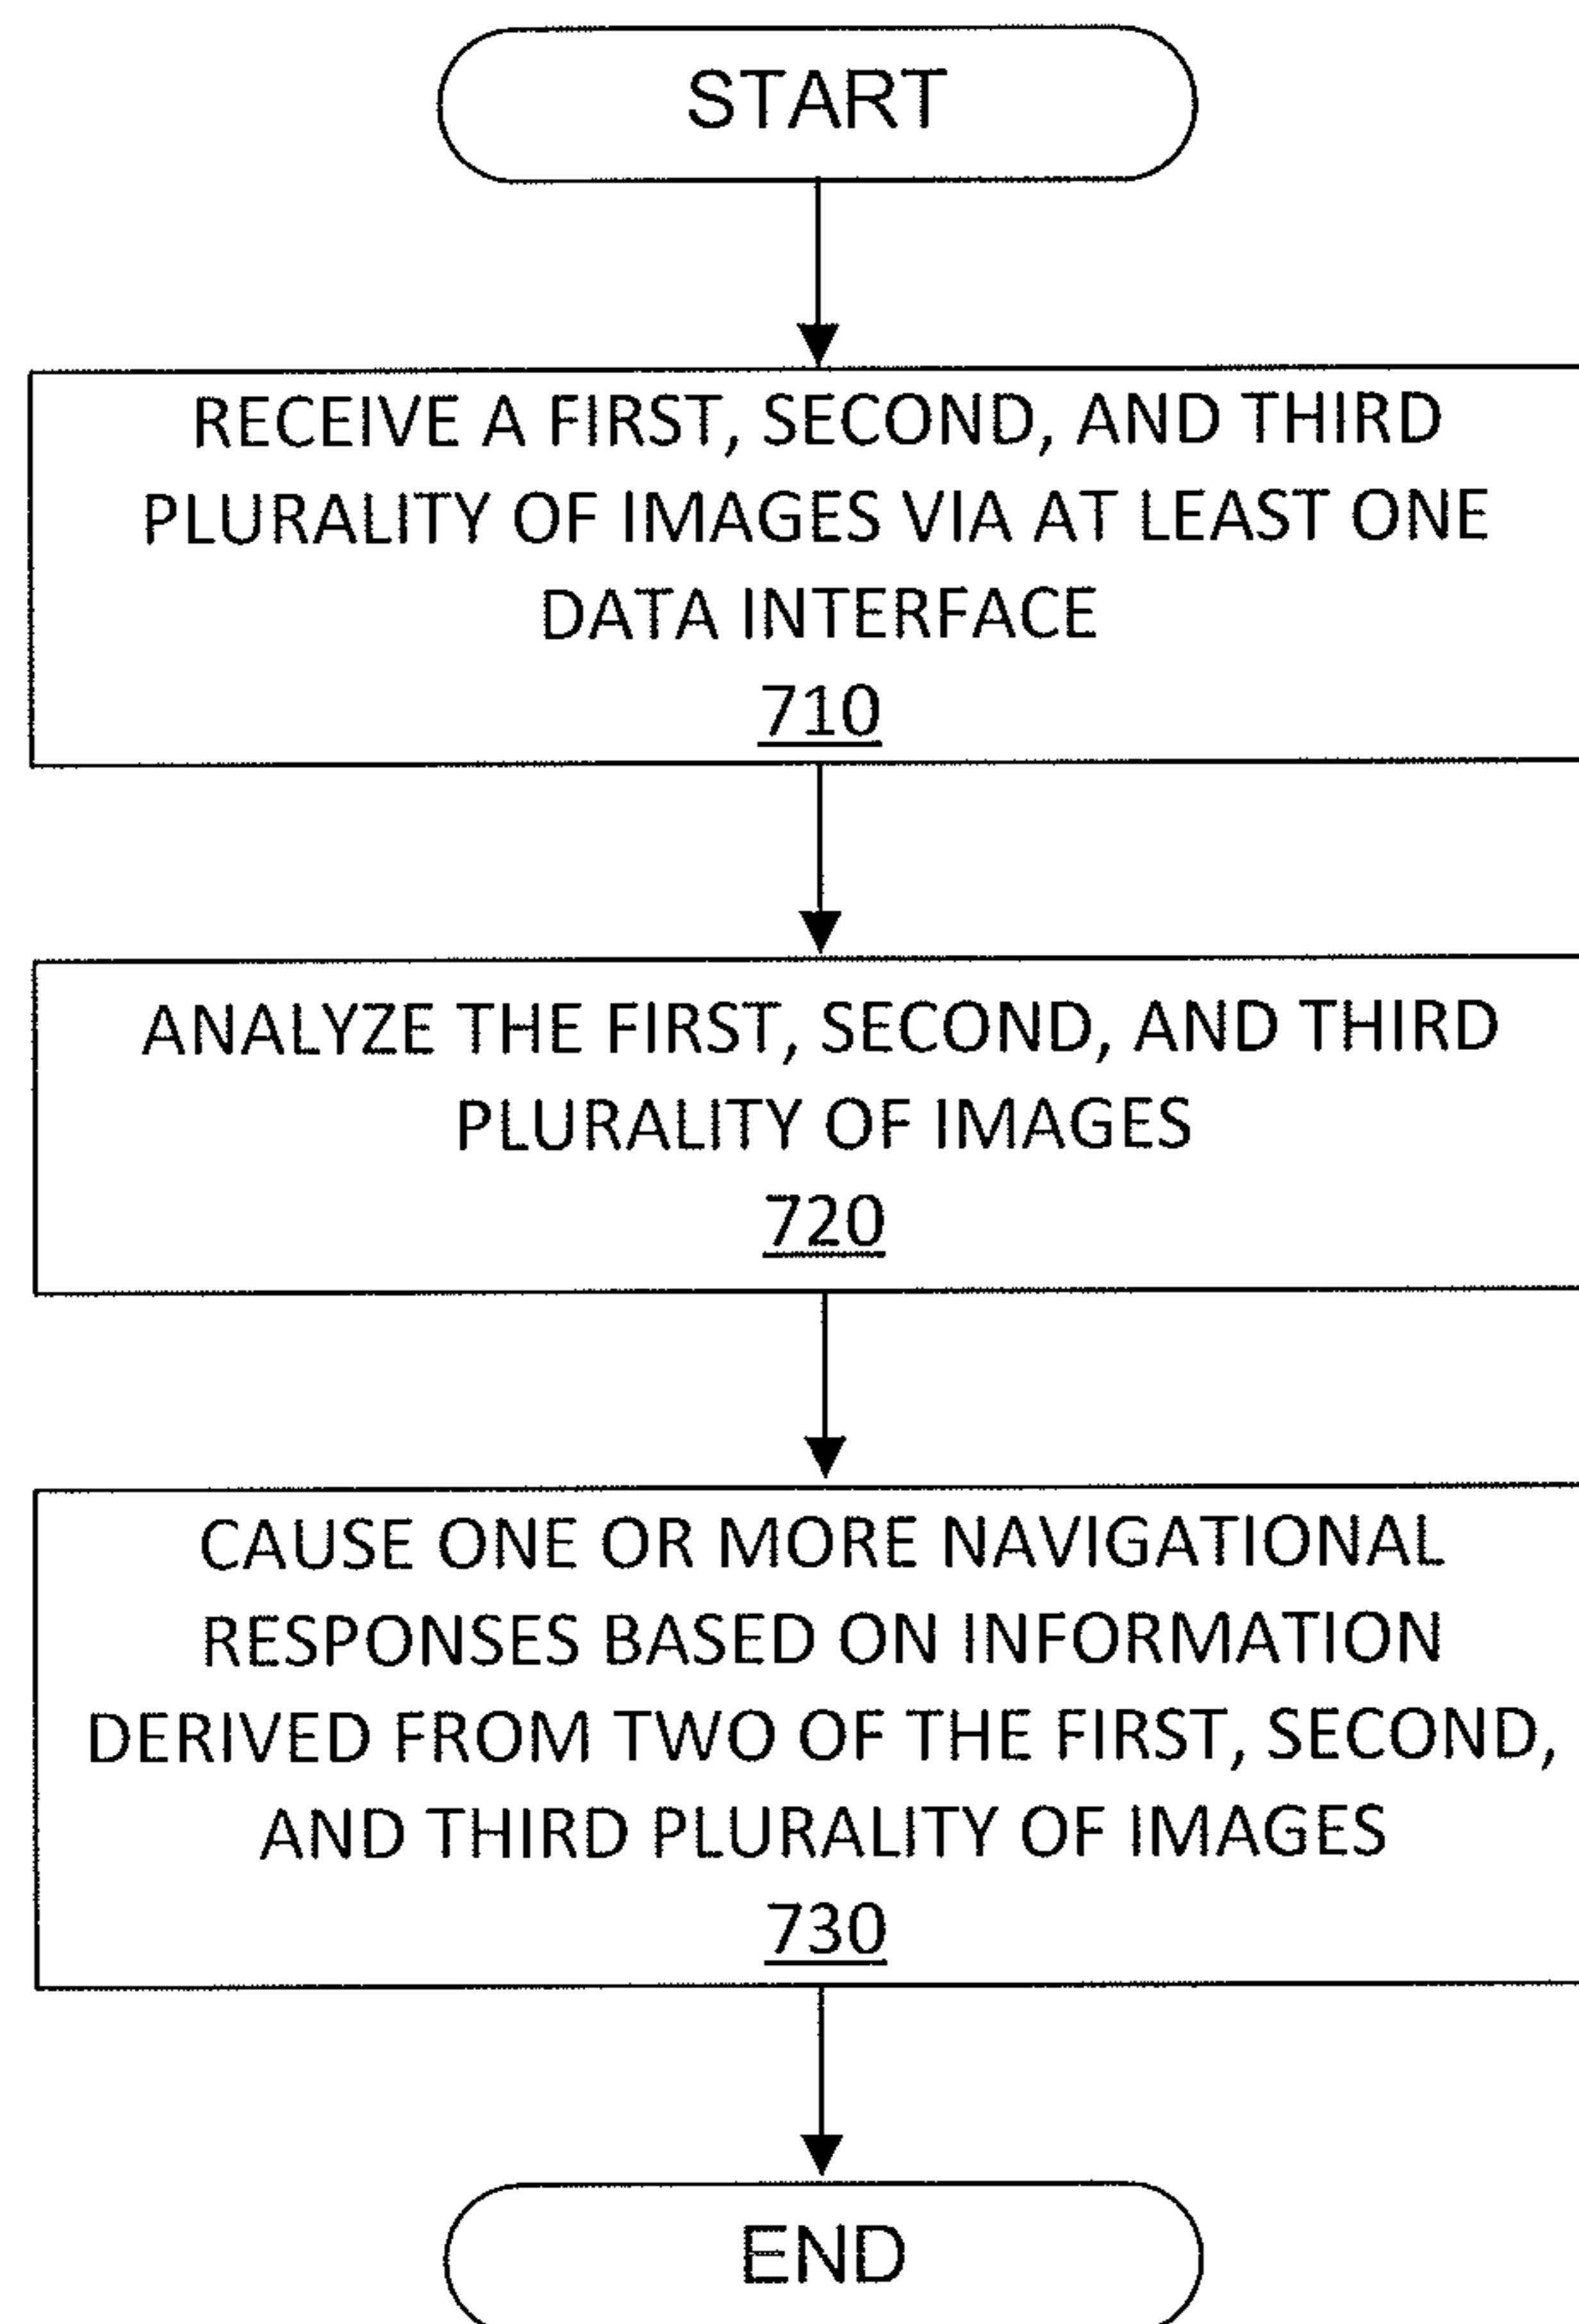 START
RECEIVE A FIRST, SECOND, AND THIRD
PLURALITY OF IMAGES VIA AT LEAST ONE
DATA INTERFACE
710
ANALYZE THE FIRST, SECOND, AND THIRD
PLURALITY OF IMAGES
720
CAUSE ONE OR MORE NAVIGATIONAL
RESPONSES BASED ON INFORMATION
DERIVED FROM TWO OF THE FIRST, SECOND,
AND THIRD PLURALITY OF IMAGES
730
END